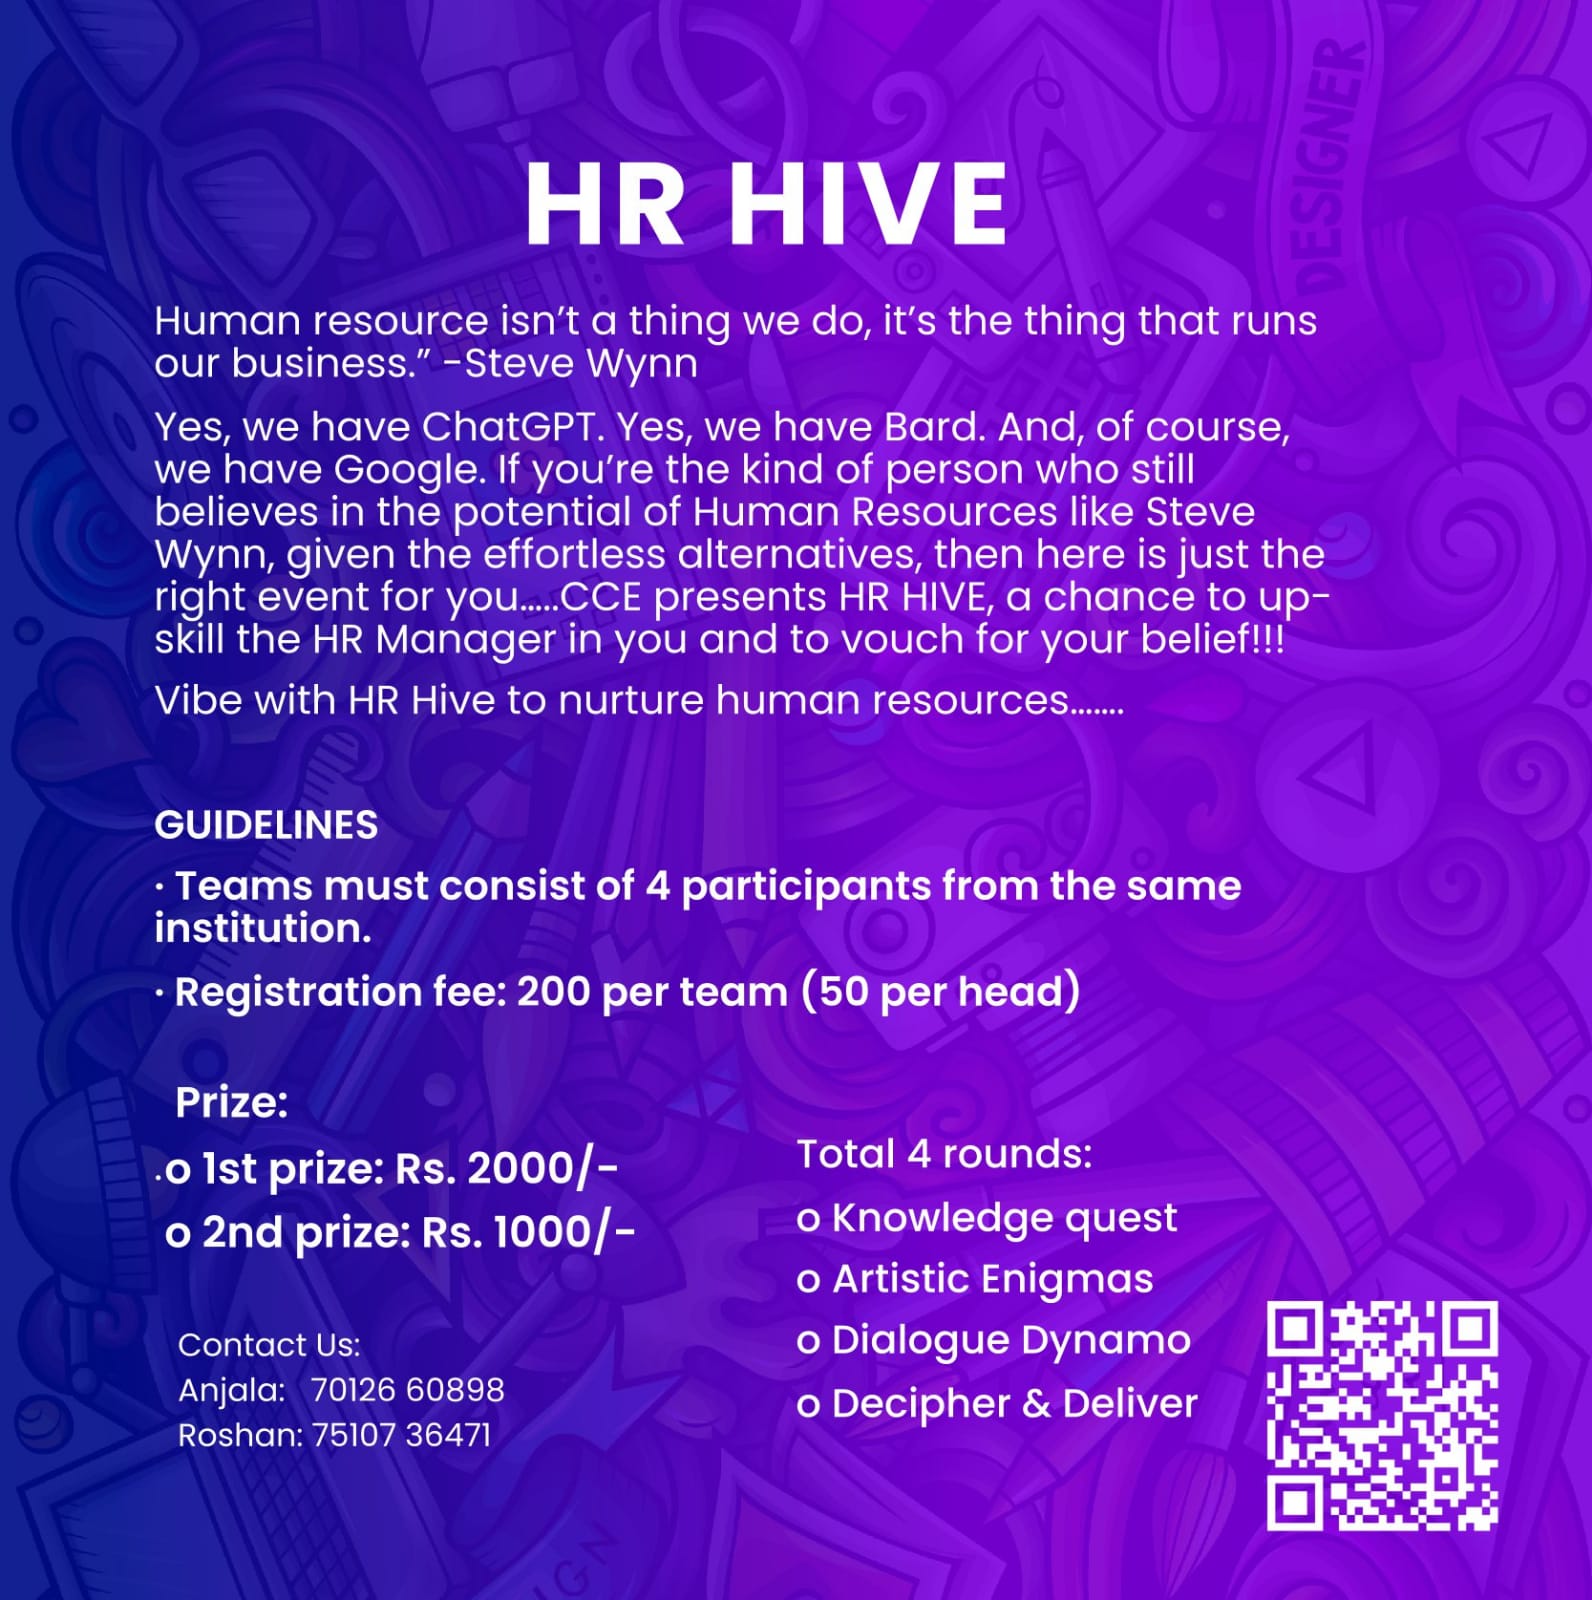 DESIGNER
HR HIVE
Human resource isn’t a thing we do, it’s the thing that runs
our business.” -Steve Wynn
Yes, we have ChatGPT. Yes, we have Bard. And, of course,
we have Google. If you’re the kind of person who still
believes in the potential of Human Resources like Steve
Wynn, given the effortless alternatives, then here is just the
right event for you.....CCE presents HR HIVE, a chance to up-
skill the HR Manager in you and to vouch for your belief!!!
Vibe with HR Hive to nurture human resources.......
GUIDELINES
· Teams must consist of 4 participants from the same
institution.
· Registration fee: 200 per team (50 per head)
Prize:
.o 1st prize: Rs. 2000/-
o 2nd prize: Rs. 1000/-
Total 4 rounds:
o Knowledge quest
o Artistic Enigmas
o Dialogue Dynamo
o Decipher & Deliver
Contact Us:
Anjala: 70126 60898
Roshan: 75107 36471